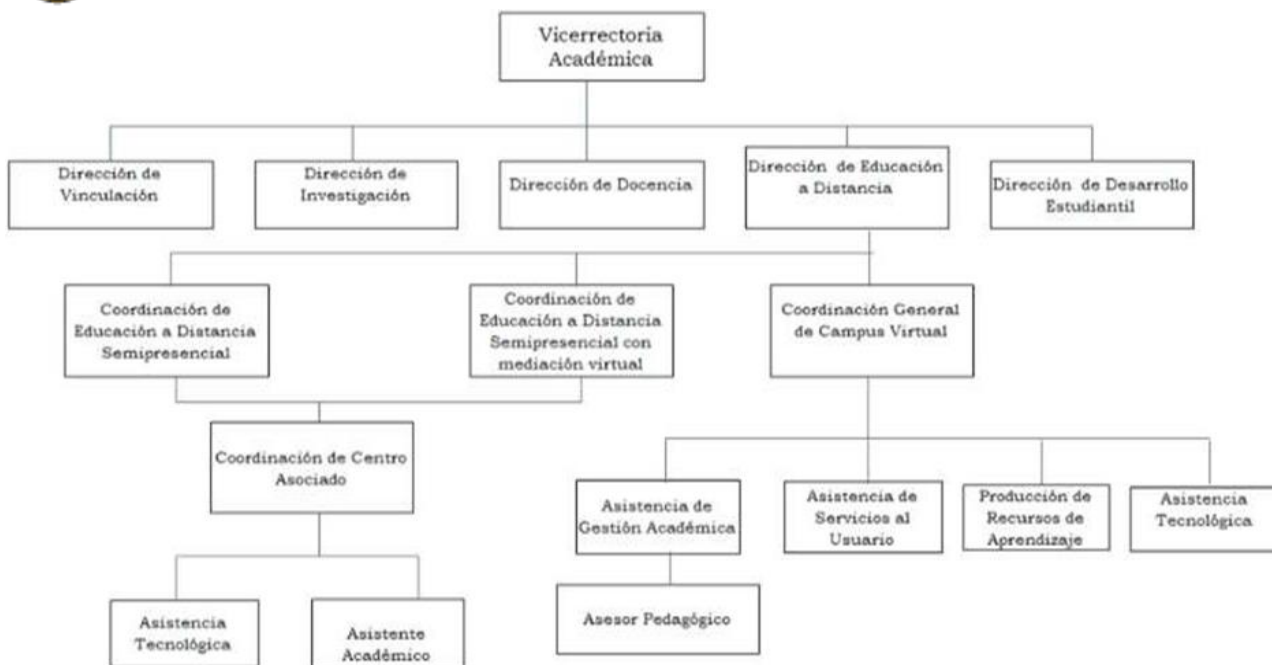 Vicerrectoria
Académica
Dirección de
Vinculación
Dirección de
Investigación
Dirección de Docencia
Dirección de Educación
a Distancia
Dirección de Desarrollo
Estudiantil
Coordinación de
Educación a Distancia
Semipresencial
Coordinación de
Educación a Distancia
Semipresencial con
mediación virtual
Coordinación General
de Campus Virtual
Coordinación de Centro
Asociado
Asistencia de
Gestión Académica
Asistencia de
Servicios al
Usuario
Producción de
Recursos de
Aprendizaje
Asistencia
Tecnológica
Asesor Pedagógico
Asistencia
Tecnológica
Asistente
Académico